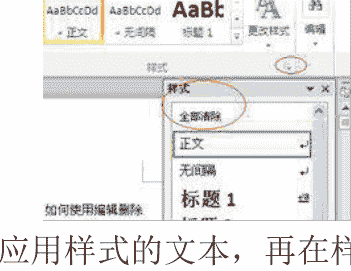 AaBbCcDd AaBbCcDd AaBb
正文 无间隔 标题 1 更改样式 编辑
样式
样式
全部清除
正文
无间隔
标题 1
如何使用编辑删除
应用样式的文本，再在样